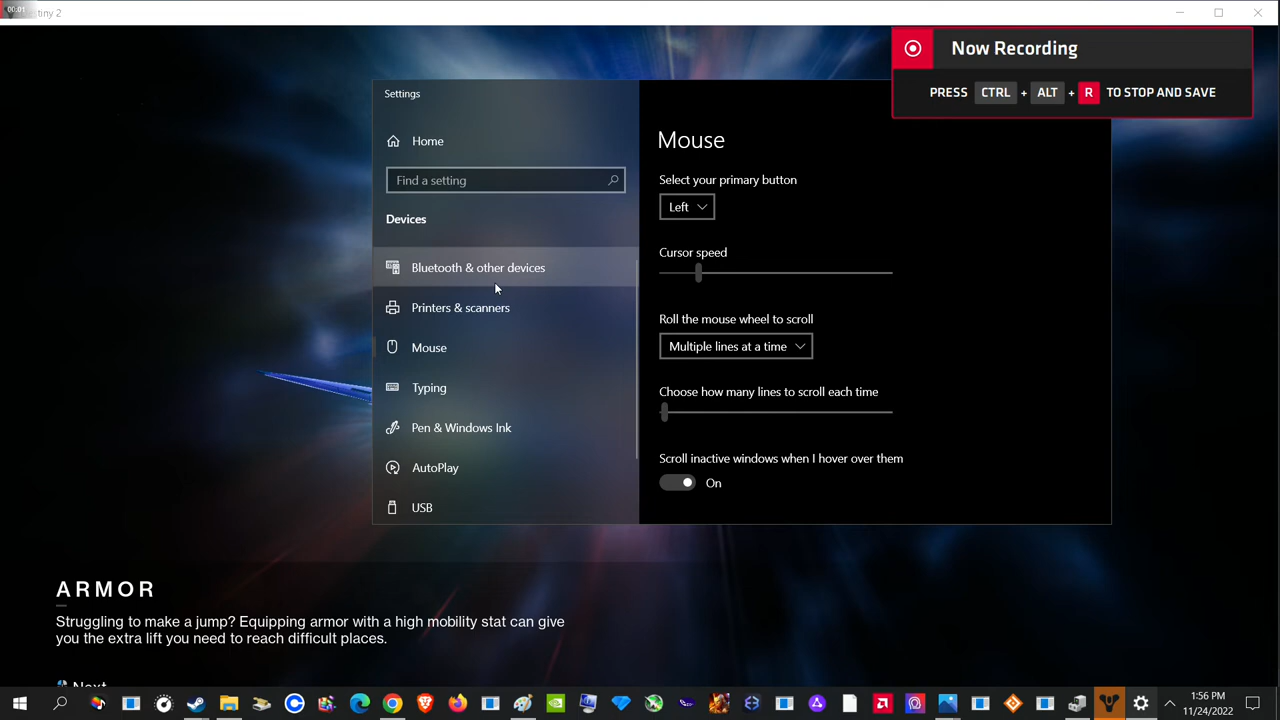 00:01
tiny 2
Now Recording
PRESS CTRL + ALT + R TO STOP AND SAVE
Settings
Home
Find a setting
Devices
Bluetooth & other devices
Printers & scanners
Mouse
Typing
Pen & Windows Ink
AutoPlay
USB
Mouse
Select your primary button
Left
Cursor speed
Roll the mouse wheel to scroll
Multiple lines at a time
Choose how many lines to scroll each time
Scroll inactive windows when I hover over them
On
ARMOR
Struggling to make a jump? Equipping armor with a high mobility stat can give
you the extra lift you need to reach difficult places.
Next
1:56 PM
11/24/2022